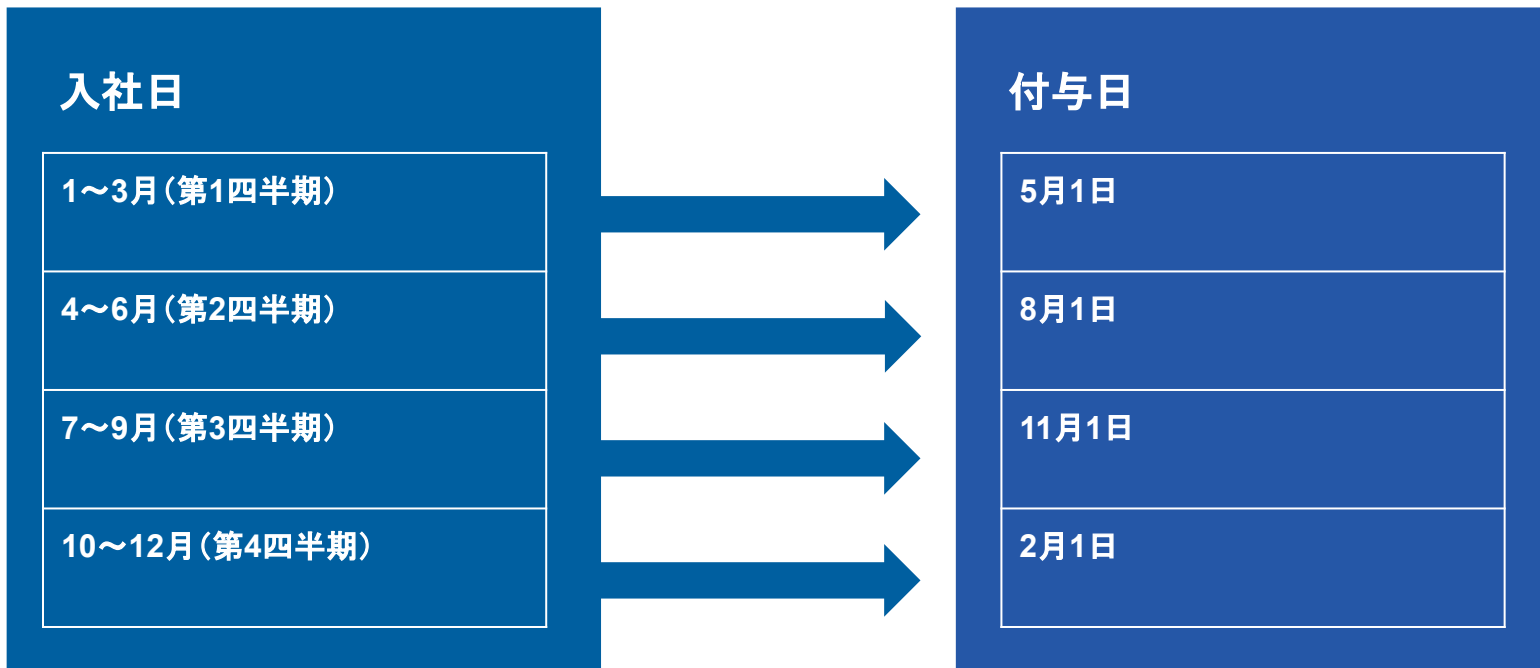 入社日
1～3月（第1四半期）
4～6月（第2四半期）
7～9月（第3四半期）
10～12月（第4四半期）
付与日
5月1日
8月1日
11月1日
2月1日